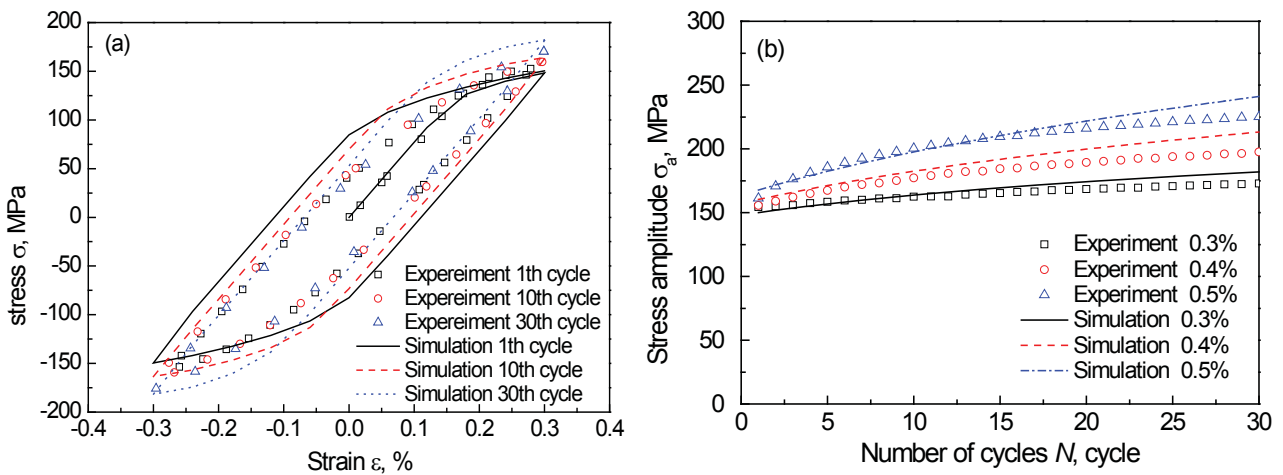 (a)
200
150
100
50
0
-50
-100
-150
-200
stress σ, MPa
-0.4 -0.3 -0.2 -0.1 0.0 0.1 0.2 0.3 0.4
Strain ε, %
Expereiment 1th cycle
Expereiment 10th cycle
Expereiment 30th cycle
Simulation 1th cycle
Simulation 10th cycle
Simulation 30th cycle
(b)
300
250
200
150
100
50
0
Stress amplitude σa, MPa
0 5 10 15 20 25 30
Number of cycles N, cycle
Experiment 0.3%
Experiment 0.4%
Experiment 0.5%
Simulation 0.3%
Simulation 0.4%
Simulation 0.5%